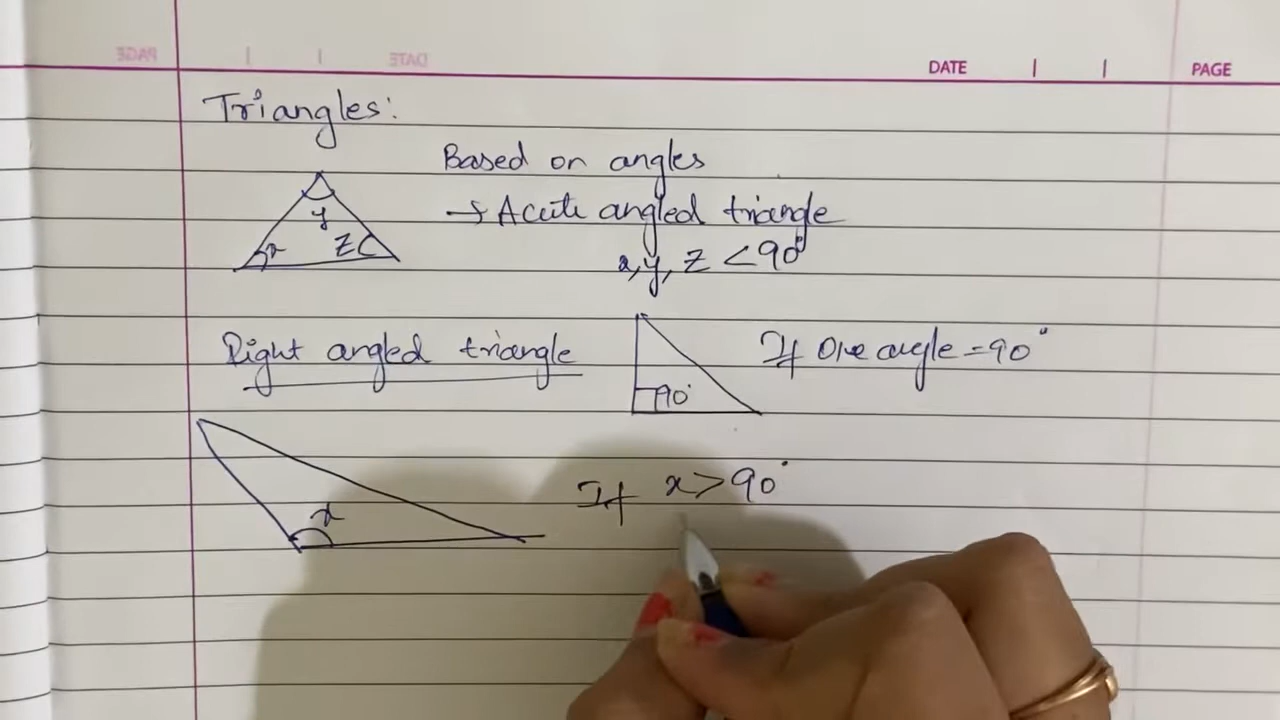 DATE PAGE
Triangles:
Based on angles
→ Acute angled triangle
x, y, z < 90°
y
x z
Right angled triangle
90°
If One angle = 90°
x
If x > 90°